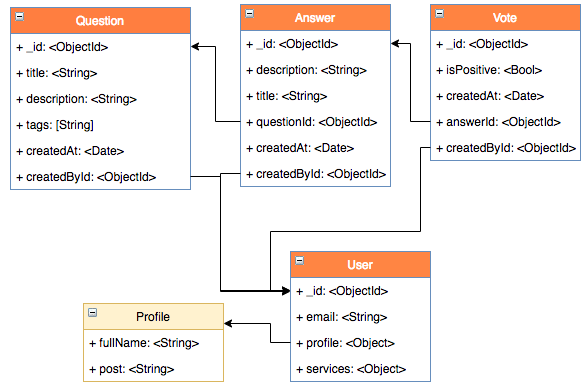 Question
+ _id: <ObjectId>
+ title: <String>
+ description: <String>
+ tags: [String]
+ createdAt: <Date>
+ createdById: <ObjectId>
Answer
+ _id: <ObjectId>
+ description: <String>
+ title: <String>
+ questionId: <ObjectId>
+ createdAt: <Date>
+ createdById: <ObjectId>
Vote
+ _id: <ObjectId>
+ isPositive: <Bool>
+ createdAt: <Date>
+ answerId: <ObjectId>
+ createdById: <ObjectId>
User
+ _id: <ObjectId>
+ email: <String>
+ profile: <Object>
+ services: <Object>
Profile
+ fullName: <String>
+ post: <String>